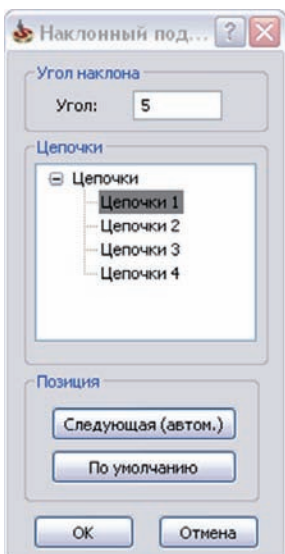 Наклонный под...
Угол наклона
Угол: 5
Цепочки
Цепочки
Цепочки 1
Цепочки 2
Цепочки 3
Цепочки 4
Позиция
Следующая (автом.)
По умолчанию
ОК Отмена